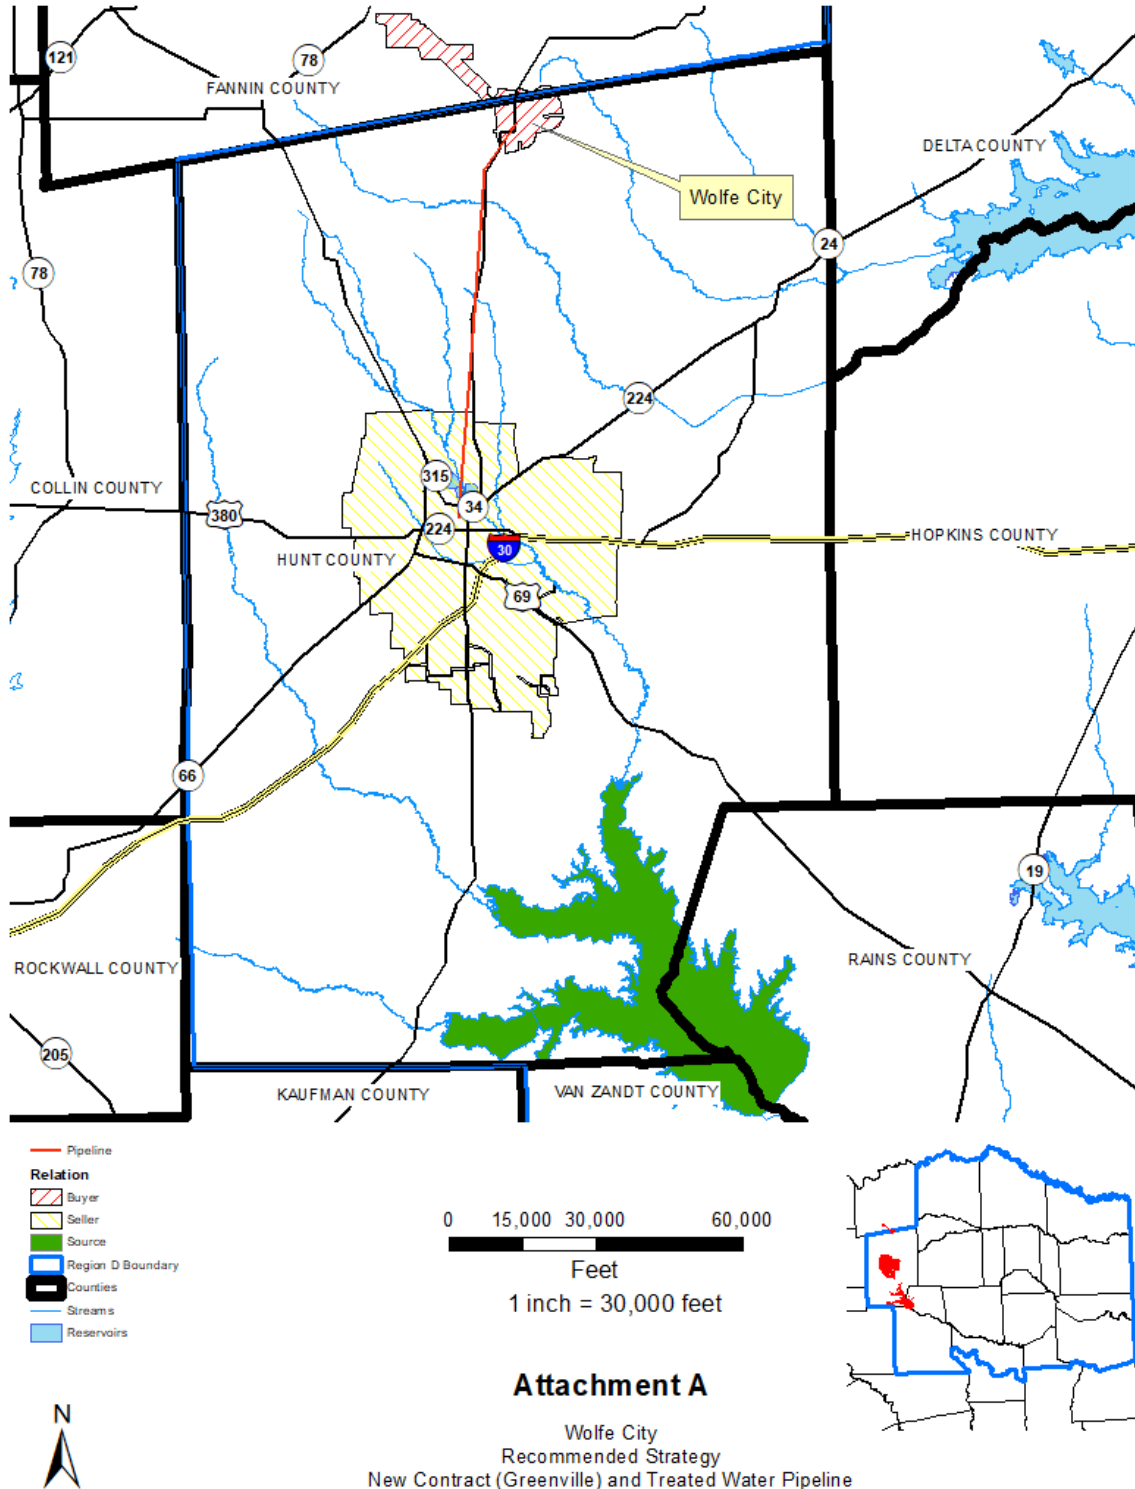 121
78
FANNIN COUNTY
DELTA COUNTY
Wolfe City
24
78
224
COLLIN COUNTY
315
34
380
224
HUNT COUNTY
30
HOPKINS COUNTY
69
66
19
ROCKWALL COUNTY
RAINS COUNTY
205
KAUFMAN COUNTY
VAN ZANDT COUNTY
Pipeline
Relation
Buyer
Seller
Source
Region D Boundary
Counties
Streams
Reservoirs
0 15,000 30,000 60,000
Feet
1 inch = 30,000 feet
N
Attachment A
Wolfe City
Recommended Strategy
New Contract (Greenville) and Treated Water Pipeline